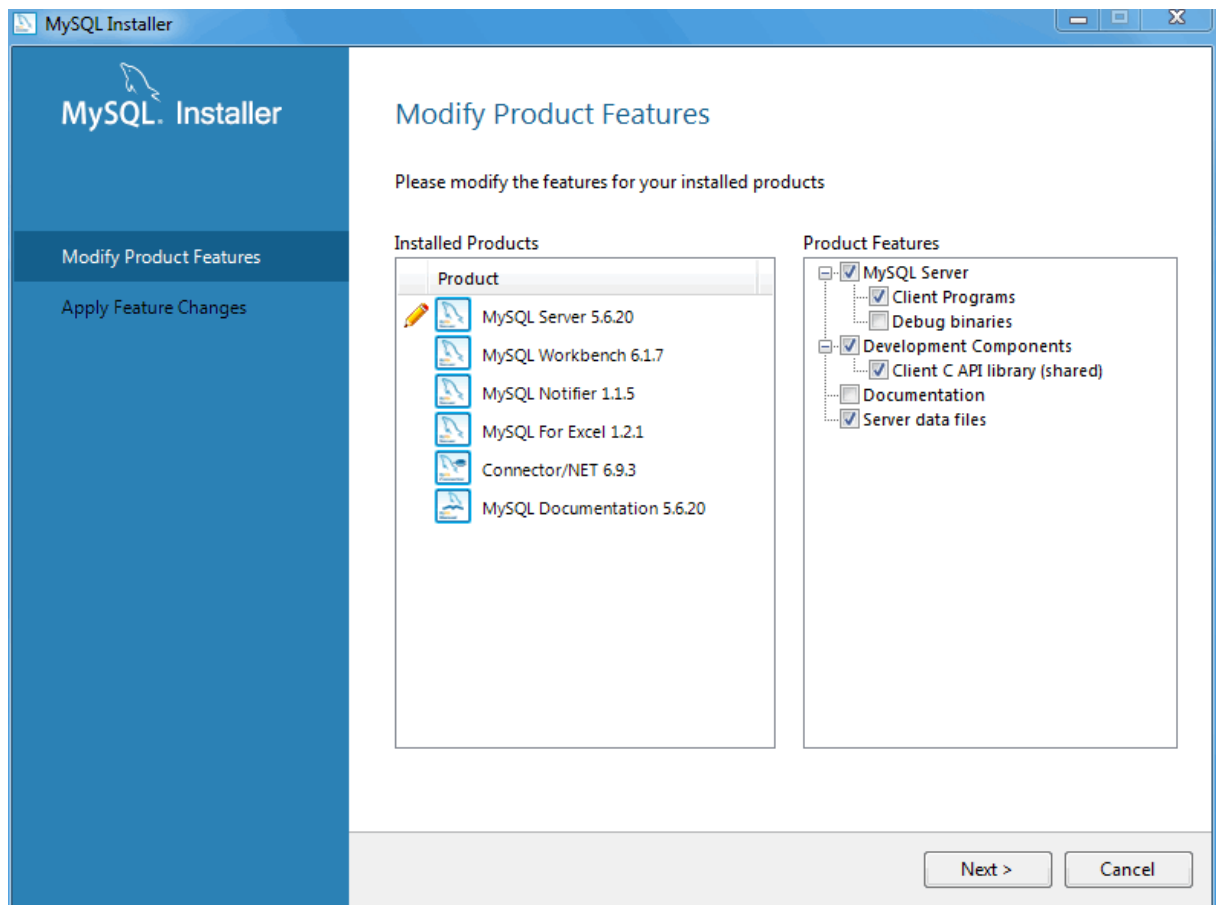 MySQL Installer
MySQL. Installer
Modify Product Features
Apply Feature Changes
Modify Product Features
Please modify the features for your installed products
Installed Products
Product
MySQL Server 5.6.20
MySQL Workbench 6.1.7
MySQL Notifier 1.1.5
MySQL For Excel 1.2.1
Connector/NET 6.9.3
MySQL Documentation 5.6.20
Product Features
MySQL Server
Client Programs
Debug binaries
Development Components
Client C API library (shared)
Documentation
Server data files
Next >
Cancel